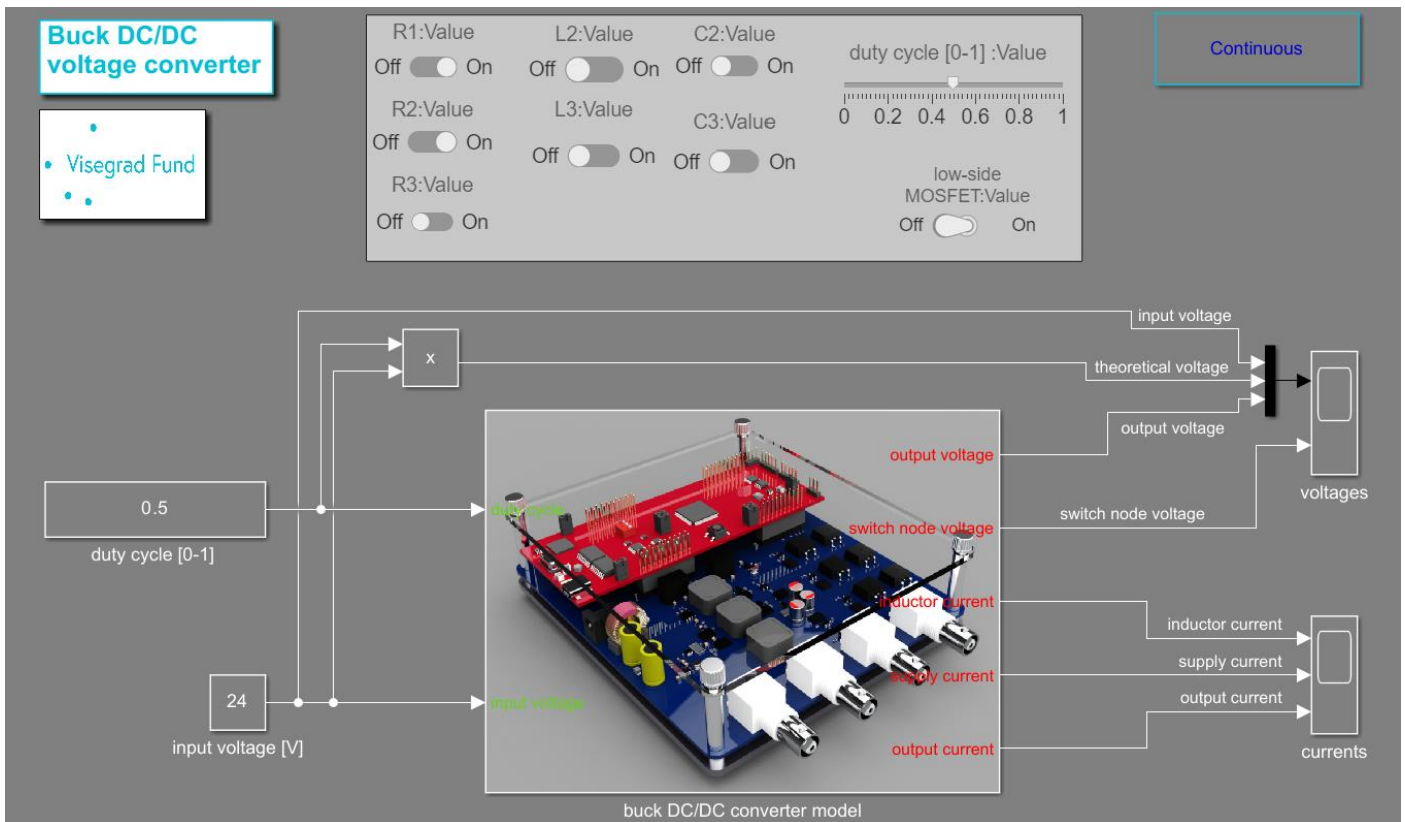 Buck DC/DC
voltage converter
Visegrad Fund
R1:Value
Off On
R2:Value
Off On
R3:Value
Off On
L2:Value
Off On
L3:Value
Off On
C2:Value
Off On
C3:Value
Off On
duty cycle [0-1] :Value
0 0.2 0.4 0.6 0.8 1
low-side
MOSFET:Value
Off On
Continuous
input voltage
x
theoretical voltage
output voltage
output voltage
voltages
0.5
duty cycle
duty cycle [0-1]
switch node voltage
switch node voltage
inductor current
inductor current
supply current
supply current
24
input voltage
input voltage [V]
output current
output current
currents
buck DC/DC converter model